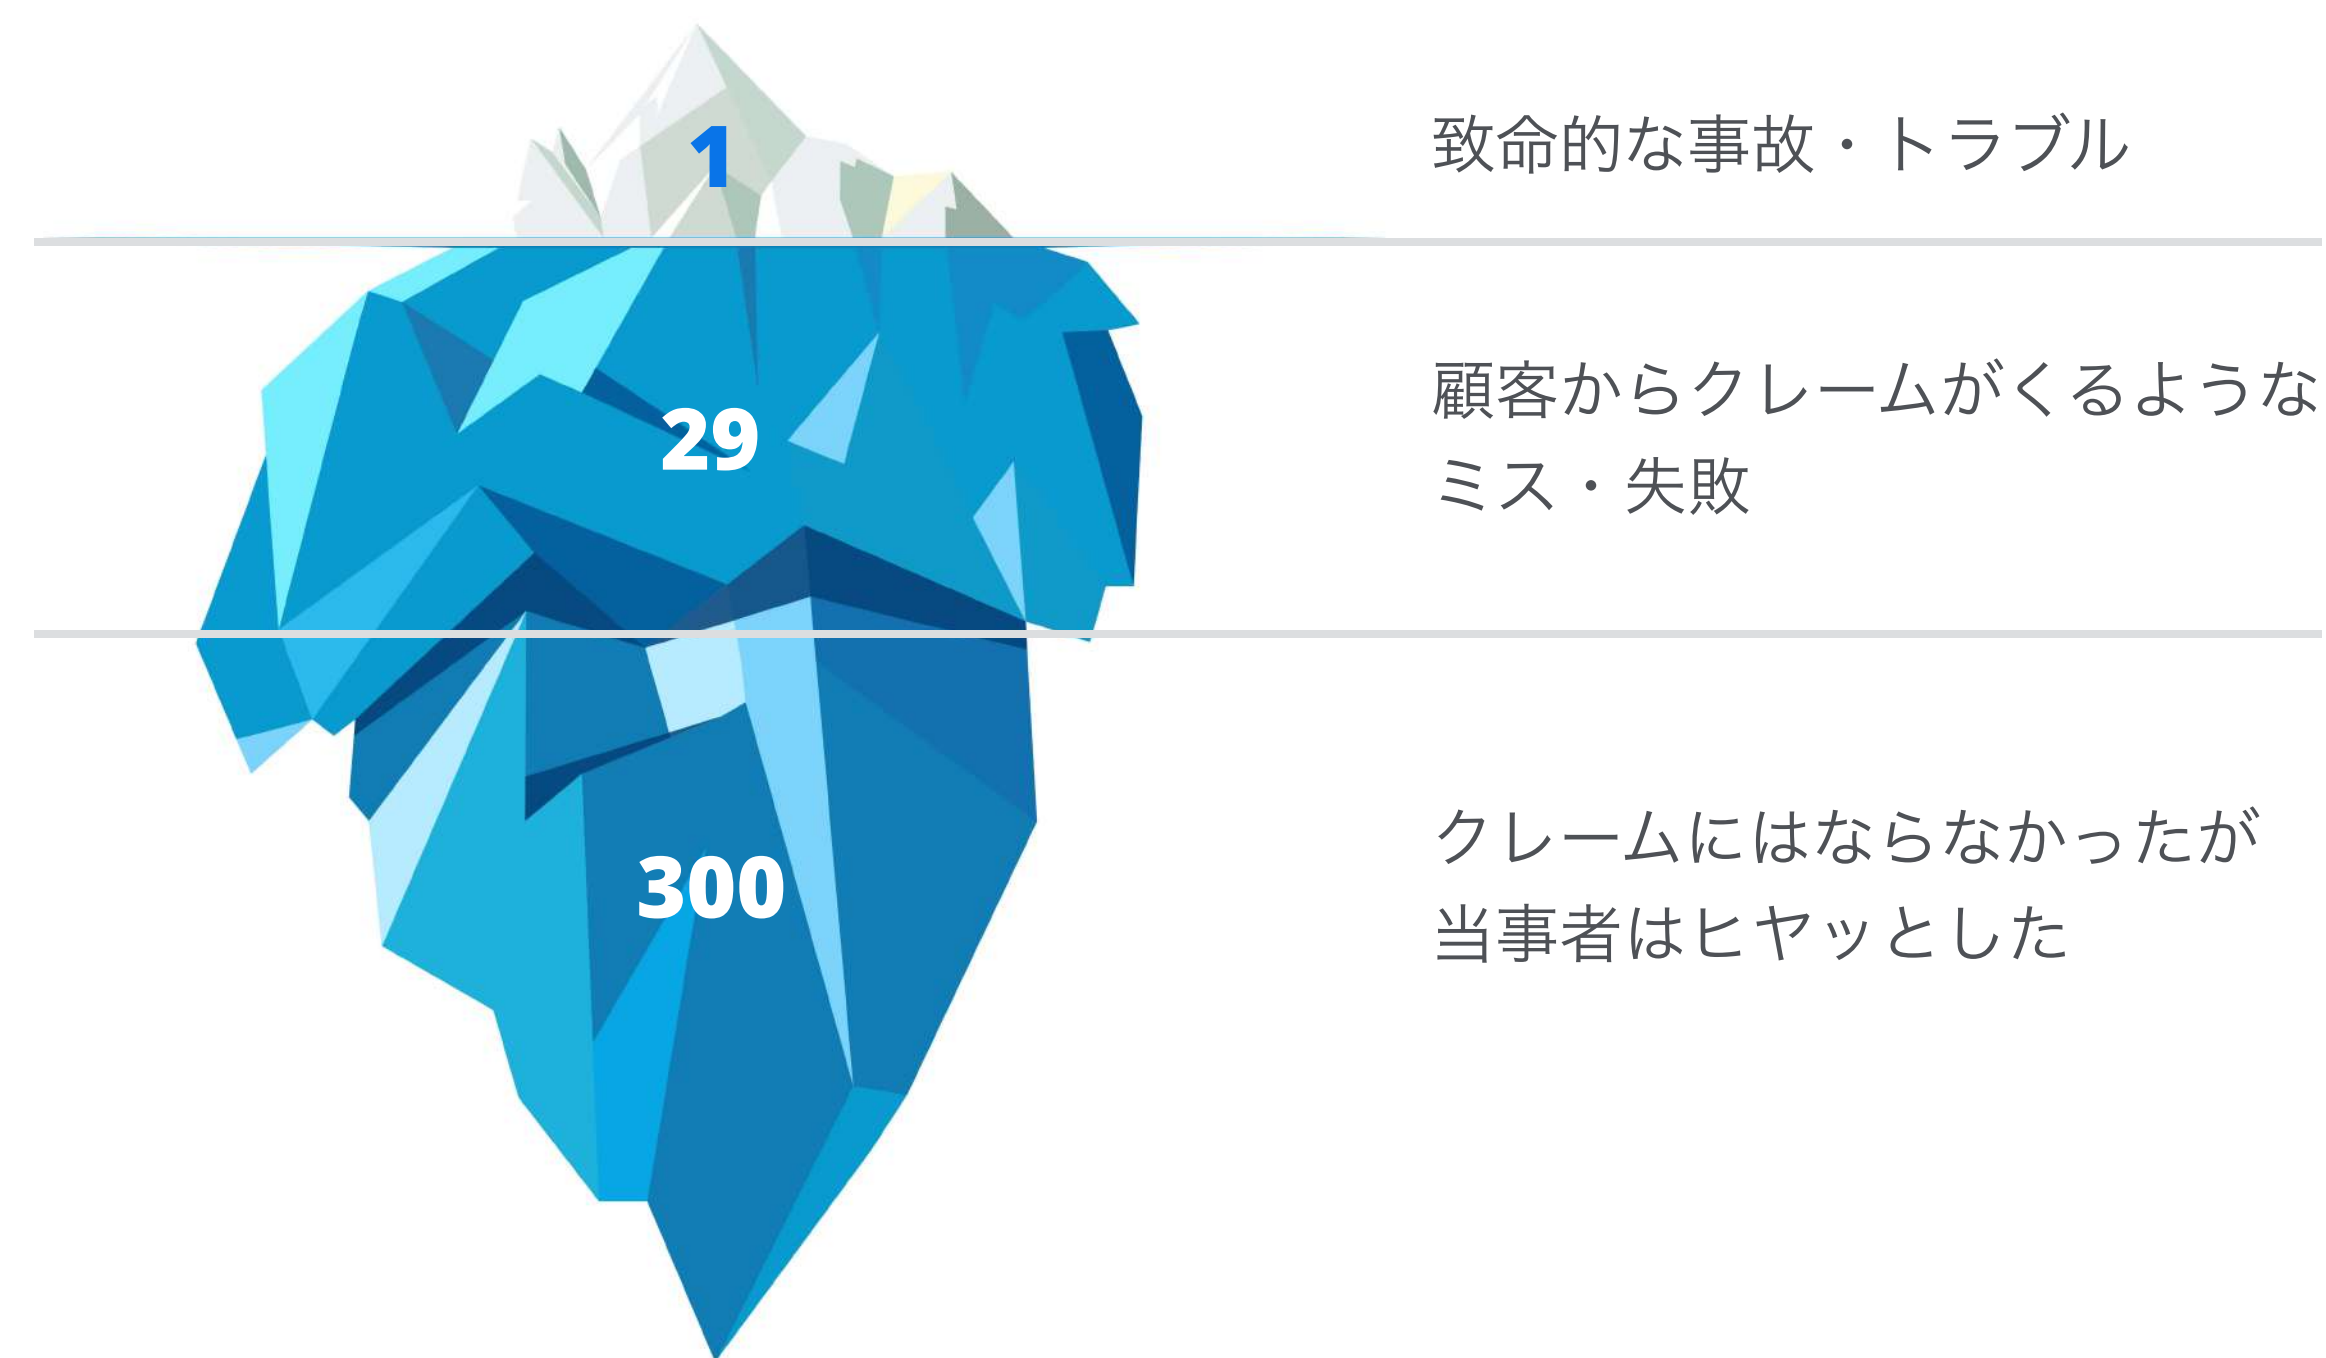 1
致命的な事故・トラブル
29
顧客からクレームがくるような
ミス・失敗
300
クレームにはならなかったが
当事者はヒヤッとした